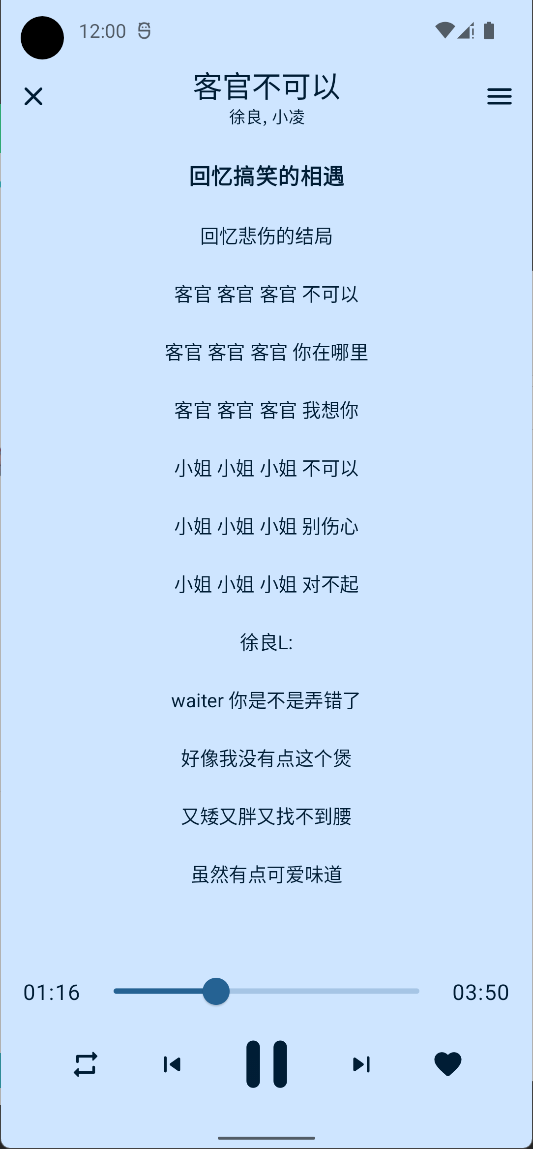 12:00
客官不可以
徐良, 小凌
回忆搞笑的相遇
回忆悲伤的结局
客官 客官 客官 不可以
客官 客官 客官 你在哪里
客官 客官 客官 我想你
小姐 小姐 小姐 不可以
小姐 小姐 小姐 别伤心
小姐 小姐 小姐 对不起
徐良L:
waiter 你是不是弄错了
好像我没有点这个煲
又矮又胖又找不到腰
虽然有点可爱味道
01:16
03:50